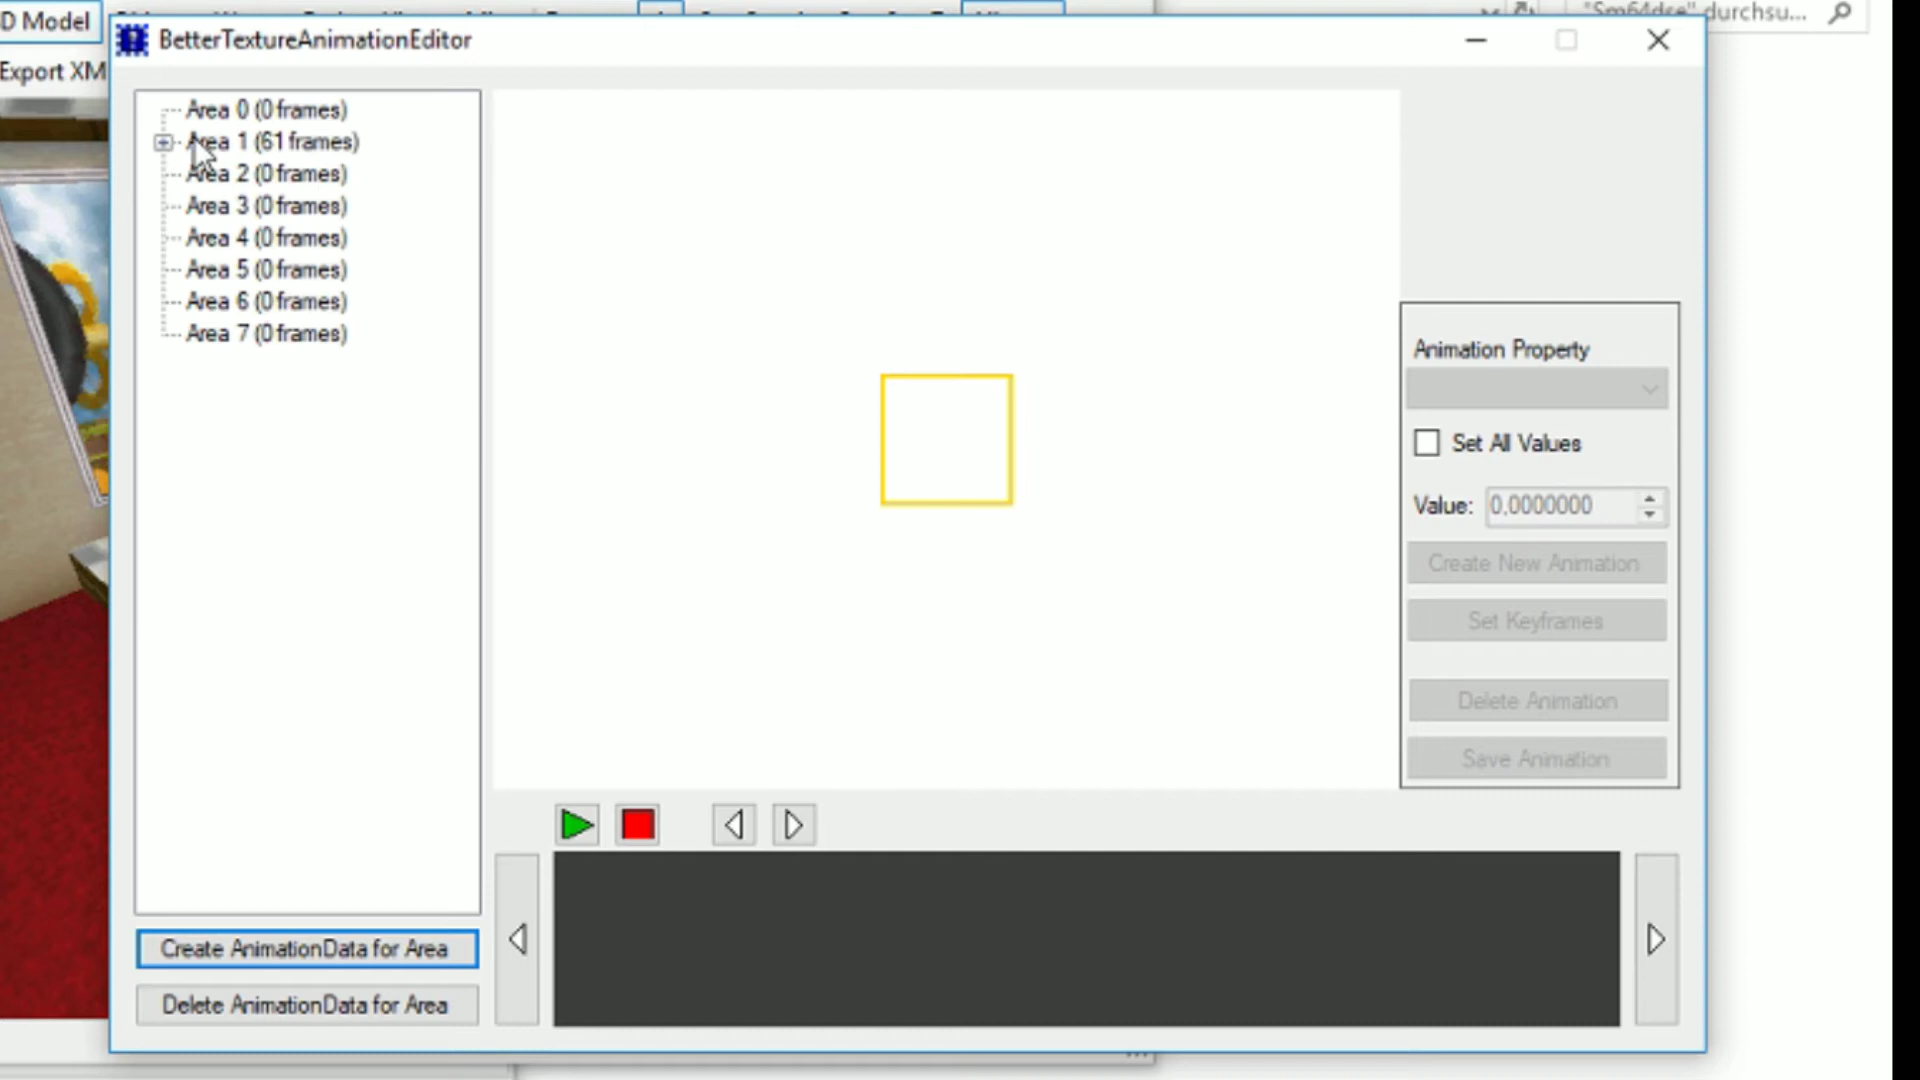 D Model
"Sm64dse" durchsu...
BetterTextureAnimationEditor
Export XM
Area 0 (0 frames)
Area 1 (61 frames)
Area 2 (0 frames)
Area 3 (0 frames)
Area 4 (0 frames)
Area 5 (0 frames)
Area 6 (0 frames)
Area 7 (0 frames)
Animation Property
Set All Values
Value: 0,0000000
Create New Animation
Set Keyframes
Delete Animation
Save Animation
Create AnimationData for Area
Delete AnimationData for Area